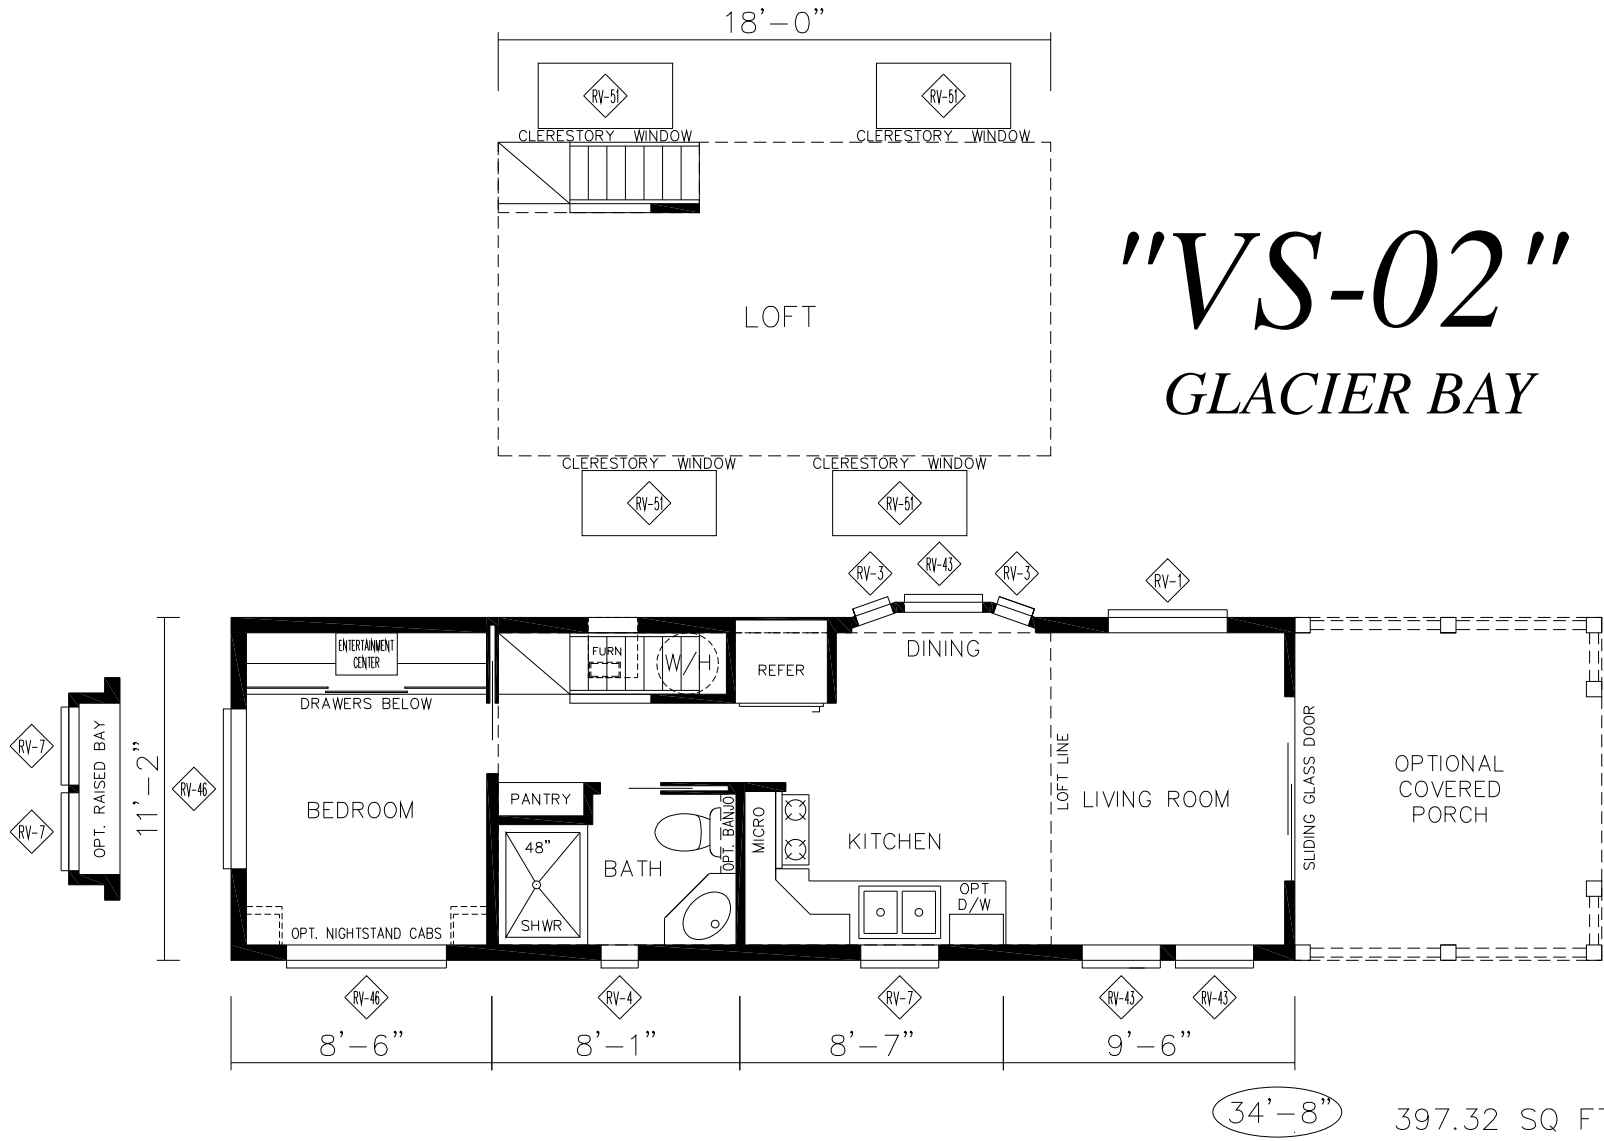 18'-0"
RV-51
RV-51
CLERESTORY WINDOW
CLERESTORY WINDOW
"VS-02"
GLACIER BAY
LOFT
CLERESTORY WINDOW
CLERESTORY WINDOW
RV-51
RV-51
RV-3
RV-43
RV-3
RV-1
ENTERTAINMENT
CENTER
FURN
W/H
REFER
DINING
DRAWERS BELOW
RV-7
RV-7
OPT. RAISED BAY
11'-2"
RV-46
BEDROOM
PANTRY
48"
SHWR
BATH
OPT. BANJO
MICRO
KITCHEN
OPT
D/W
LOFT LINE
LIVING ROOM
SLIDING GLASS DOOR
OPTIONAL
COVERED
PORCH
OPT. NIGHTSTAND CABS
RV-46
RV-4
RV-7
RV-43
RV-43
8'-6"
8'-1"
8'-7"
9'-6"
34'-8"
397.32 SQ FT